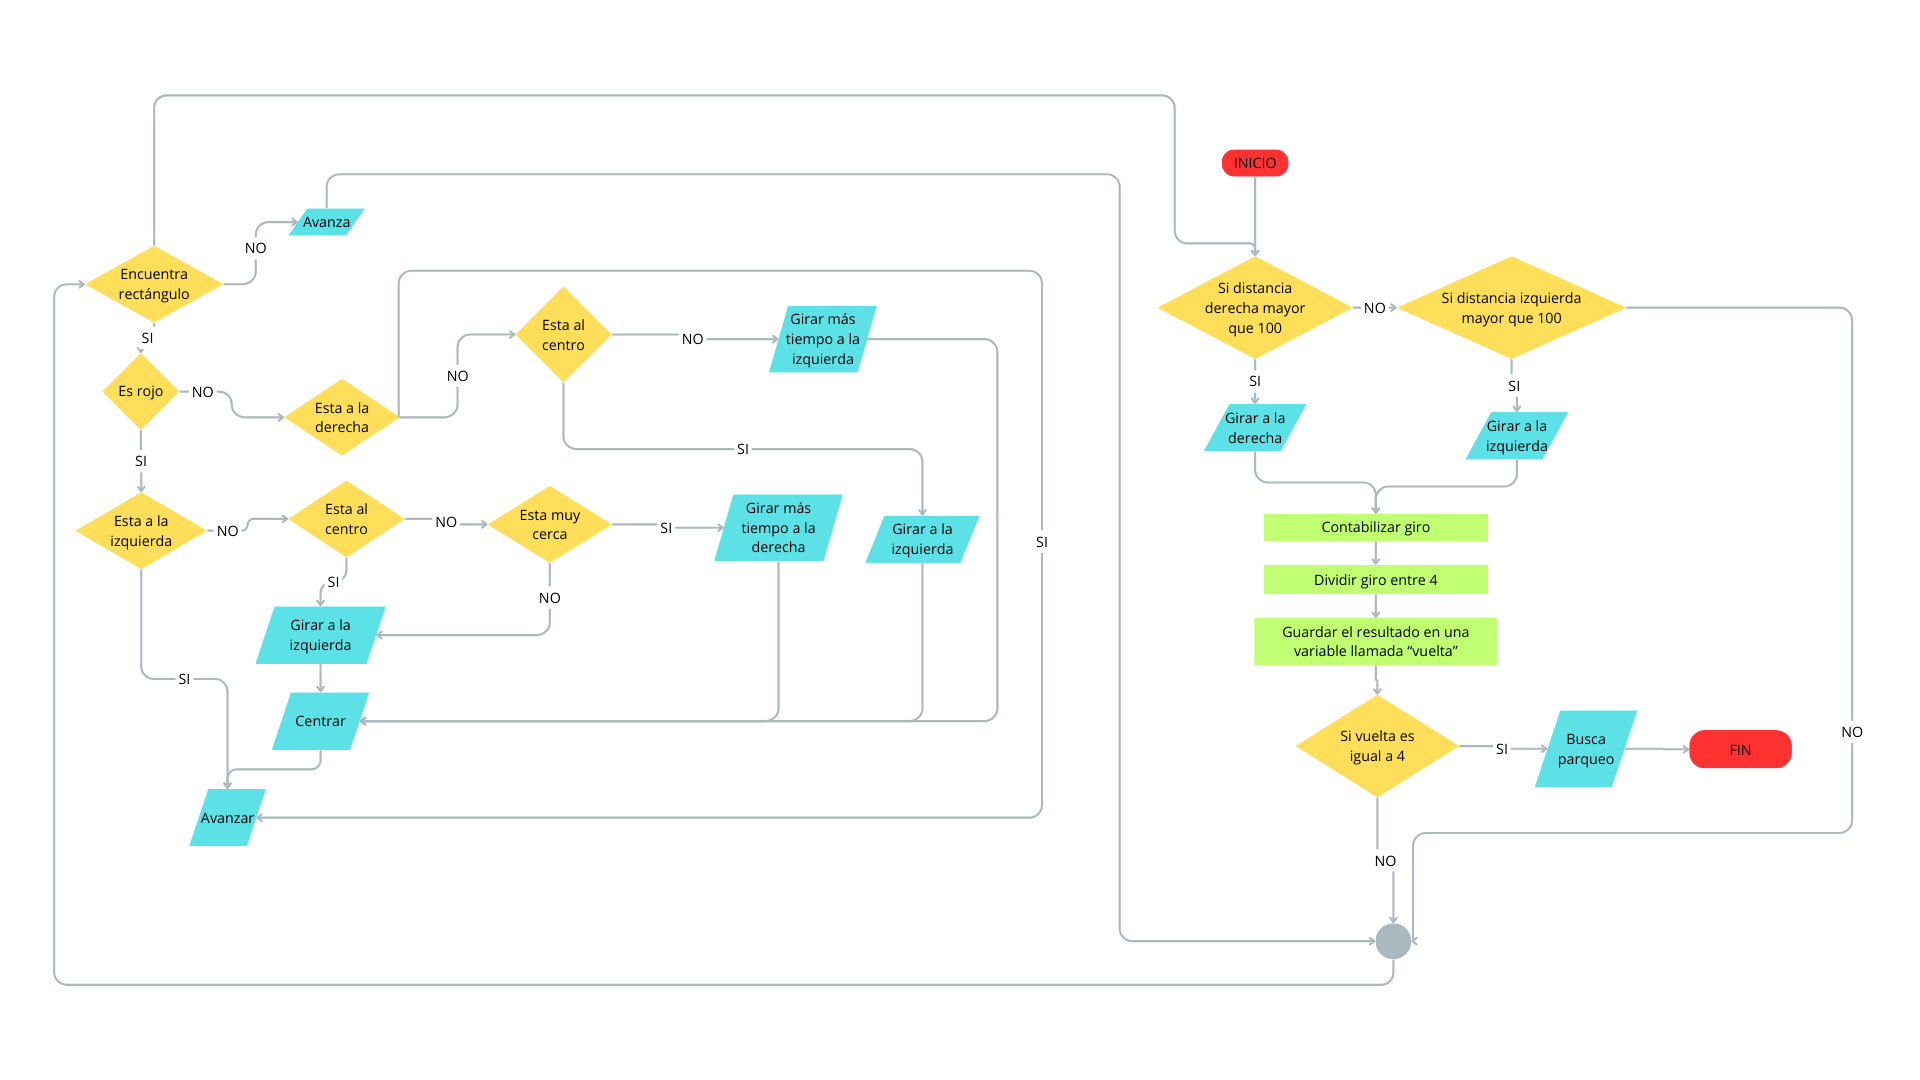 INICIO
Avanza
NO
Encuentra
rectángulo
SI
Es rojo
NO
SI
Esta a la
derecha
NO
Esta al
centro
NO
Girar más
tiempo a la
izquierda
SI
Esta a la
izquierda
NO
Esta al
centro
NO
Esta muy
cerca
SI
Girar más
tiempo a la
derecha
Girar a la
izquierda
SI
SI
NO
Girar a la
izquierda
SI
Centrar
Avanzar
Si distancia
derecha mayor
que 100
NO
Si distancia izquierda
mayor que 100
SI
SI
Girar a la
derecha
Girar a la
izquierda
Contabilizar giro
Dividir giro entre 4
Guardar el resultado en una
variable llamada “vuelta”
Si vuelta es
igual a 4
SI
Busca
parqueo
FIN
NO
NO